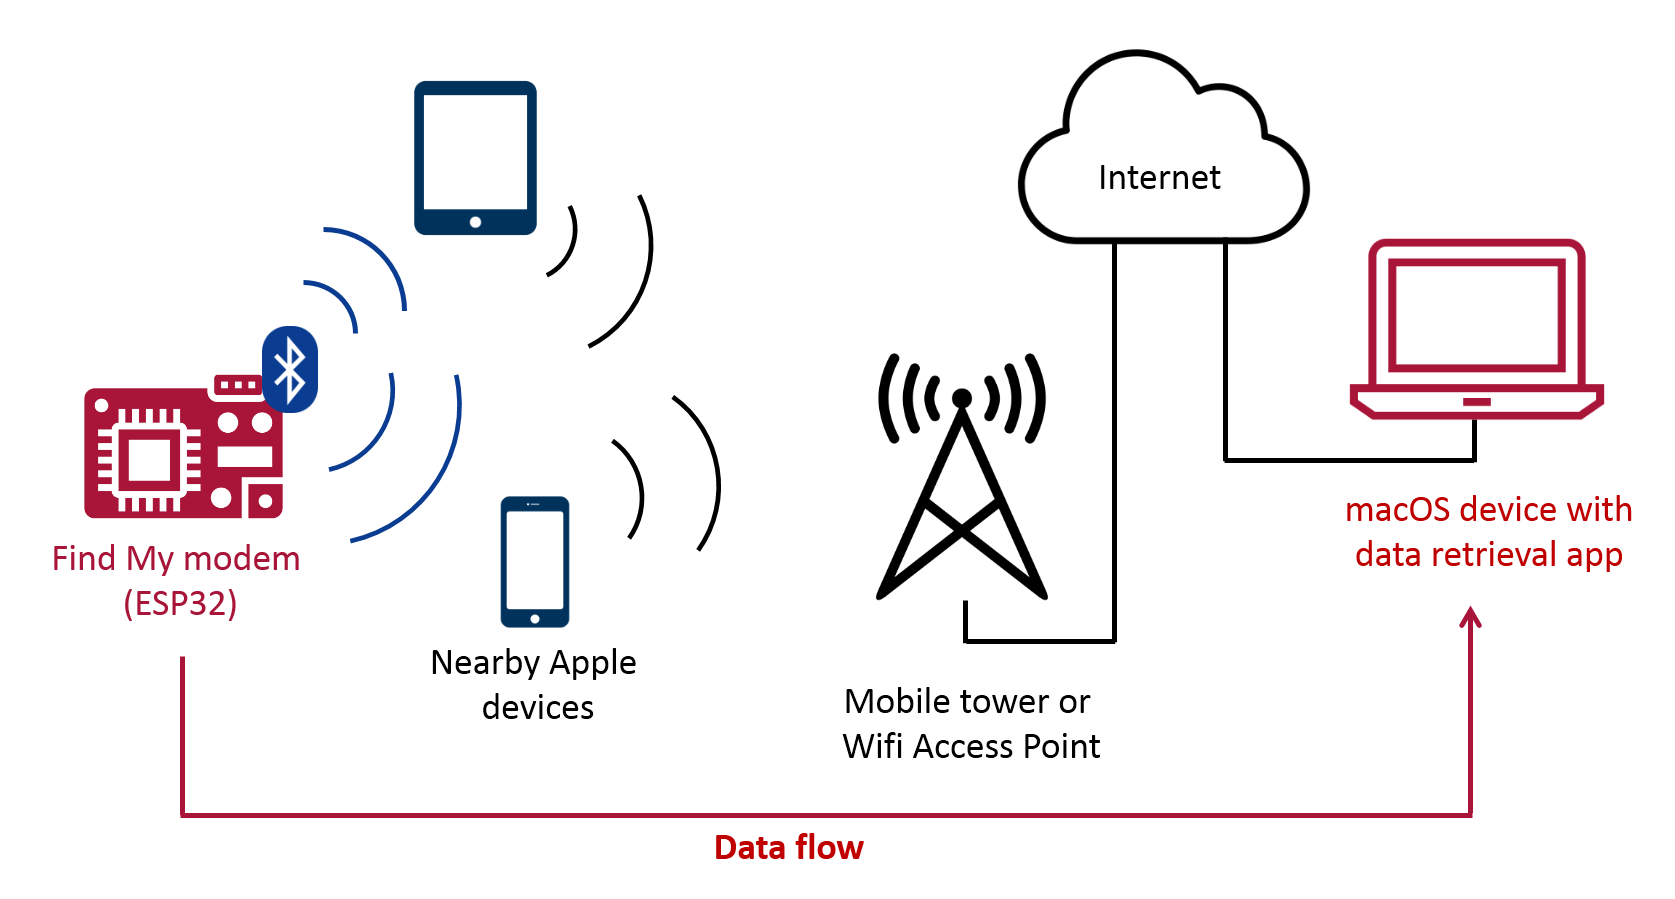 Internet
Find My modem
(ESP32)
Nearby Apple
devices
Mobile tower or
Wifi Access Point
macOS device with
data retrieval app
Data flow